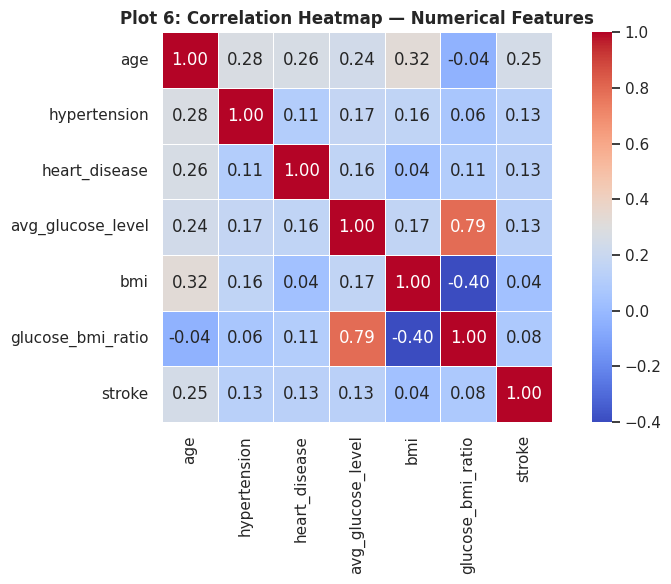 Plot 6: Correlation Heatmap — Numerical Features
age 1.00 0.28 0.26 0.24 0.32 -0.04 0.25
hypertension 0.28 1.00 0.11 0.17 0.16 0.06 0.13
heart_disease 0.26 0.11 1.00 0.16 0.04 0.11 0.13
avg_glucose_level 0.24 0.17 0.16 1.00 0.17 0.79 0.13
bmi 0.32 0.16 0.04 0.17 1.00 -0.40 0.04
glucose_bmi_ratio -0.04 0.06 0.11 0.79 -0.40 1.00 0.08
stroke 0.25 0.13 0.13 0.13 0.04 0.08 1.00
age
hypertension
heart_disease
avg_glucose_level
bmi
glucose_bmi_ratio
stroke
1.0
0.8
0.6
0.4
0.2
0.0
−0.2
−0.4